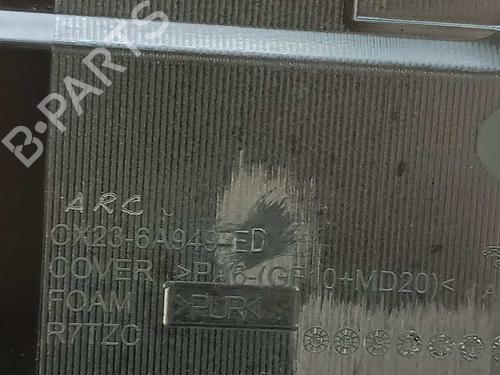 B-PARTS
ARC
CX23-6A949-ED
COVER >PA6-(GF10+MD20)<
FOAM >PUR<
R7TZC